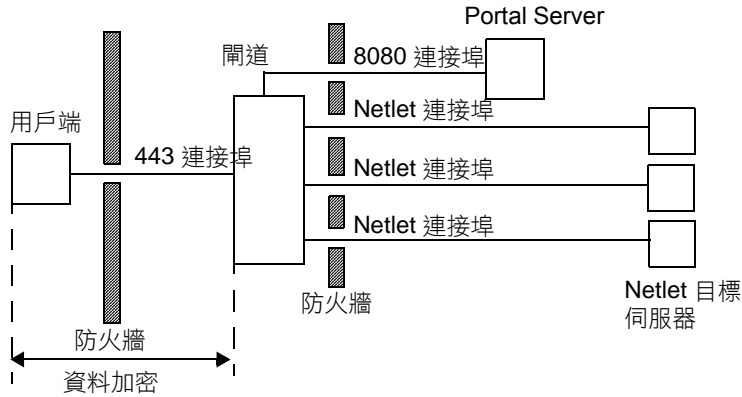 Portal Server
閘道
8080 連接埠
用戶端
Netlet 連接埠
443 連接埠
Netlet 連接埠
Netlet 連接埠
Netlet 目標
伺服器
防火牆
防火牆
資料加密